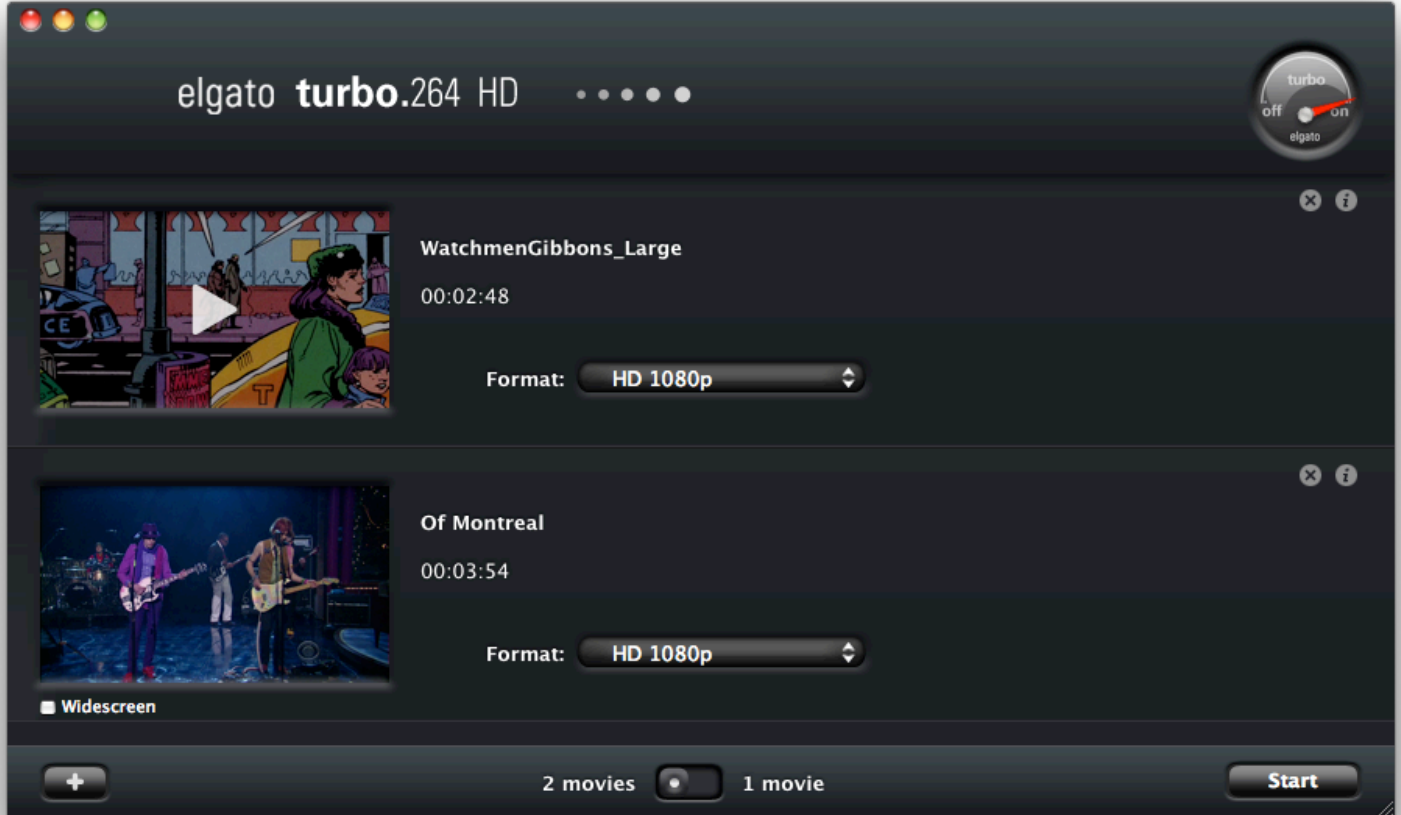 elgato turbo.264 HD
turbo
off on
elgato
WatchmenGibbons_Large
00:02:48
Format: HD 1080p
CE
T
Of Montreal
00:03:54
Format: HD 1080p
Widescreen
+
2 movies 1 movie
Start